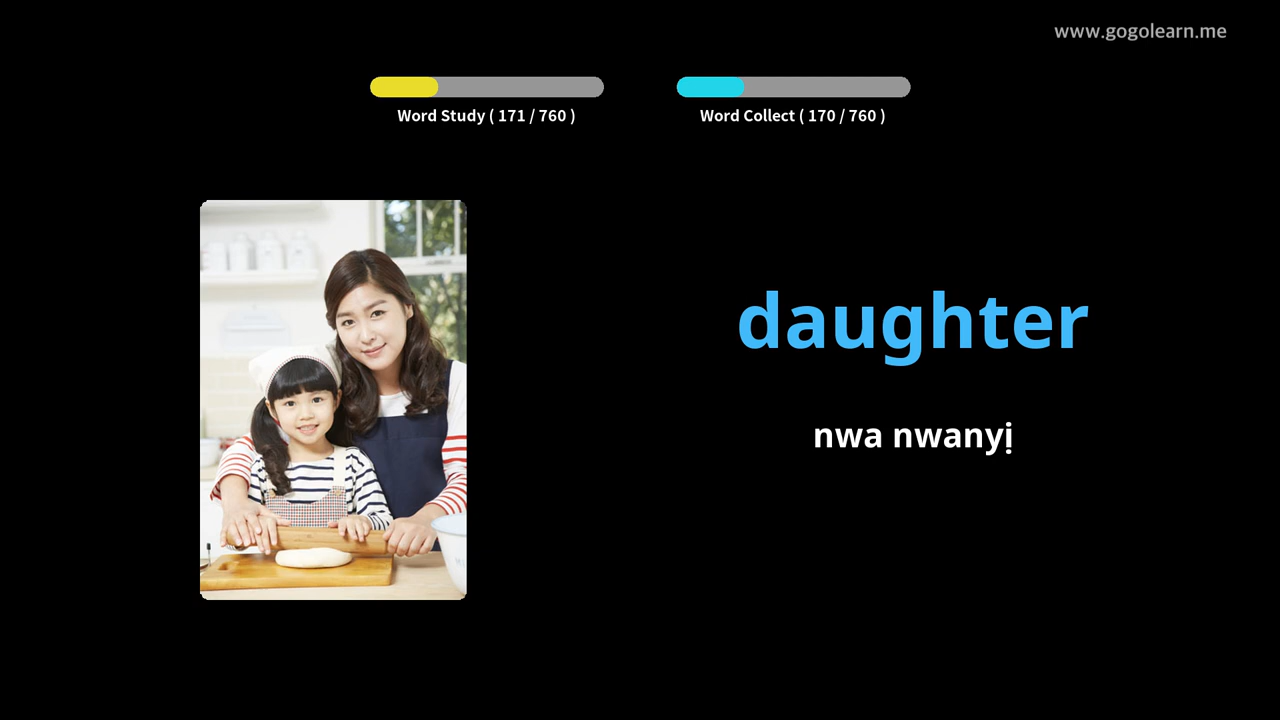 www.gogolearn.me
Word Study ( 171 / 760 )
Word Collect ( 170 / 760 )
daughter
nwa nwanyị